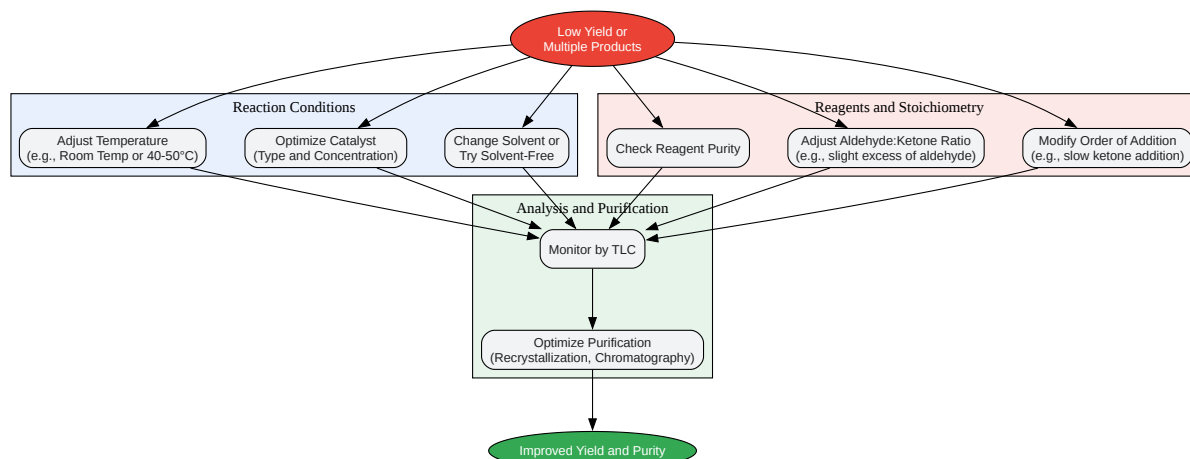 Low Yield or
Multiple Products
Reaction Conditions
Reagents and Stoichiometry
Adjust Temperature
(e.g., Room Temp or 40-50°C)
Optimize Catalyst
(Type and Concentration)
Change Solvent or
Try Solvent-Free
Check Reagent Purity
Adjust Aldehyde:Ketone Ratio
(e.g., slight excess of aldehyde)
Modify Order of Addition
(e.g., slow ketone addition)
Analysis and Purification
Monitor by TLC
Optimize Purification
(Recrystallization, Chromatography)
Improved Yield and Purity